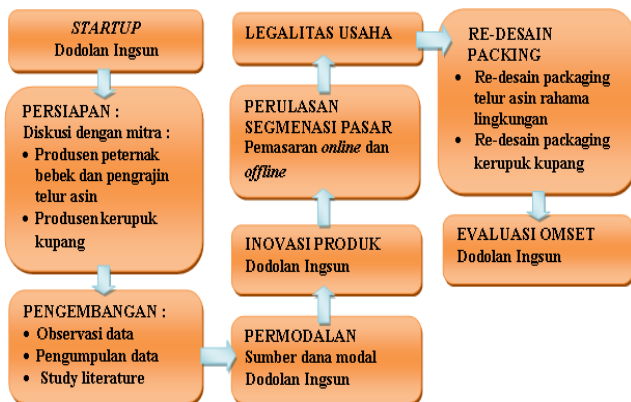 STARTUP
Dodolan Ingsun
PERSIAPAN :
Diskusi dengan mitra :
• Produsen peternak
bebek dan pengrajin
telur asin
• Produsen kerupuk
kupang
PENGEMBANGAN :
• Observasi data
• Pengumpulan data
• Study literature
PERMODALAN
Sumber dana modal
Dodolan Ingsun
INOVASI PRODUK
Dodolan Ingsun
PERULASAN
SEGMENASI PASAR
Pemasaran online dan
offline
LEGALITAS USAHA
RE-DESAIN
PACKING
• Re-desain packaging
telur asin rahama
lingkungan
• Re-desain packaging
kerupuk kupang
EVALUASI OMSET
Dodolan Ingsun